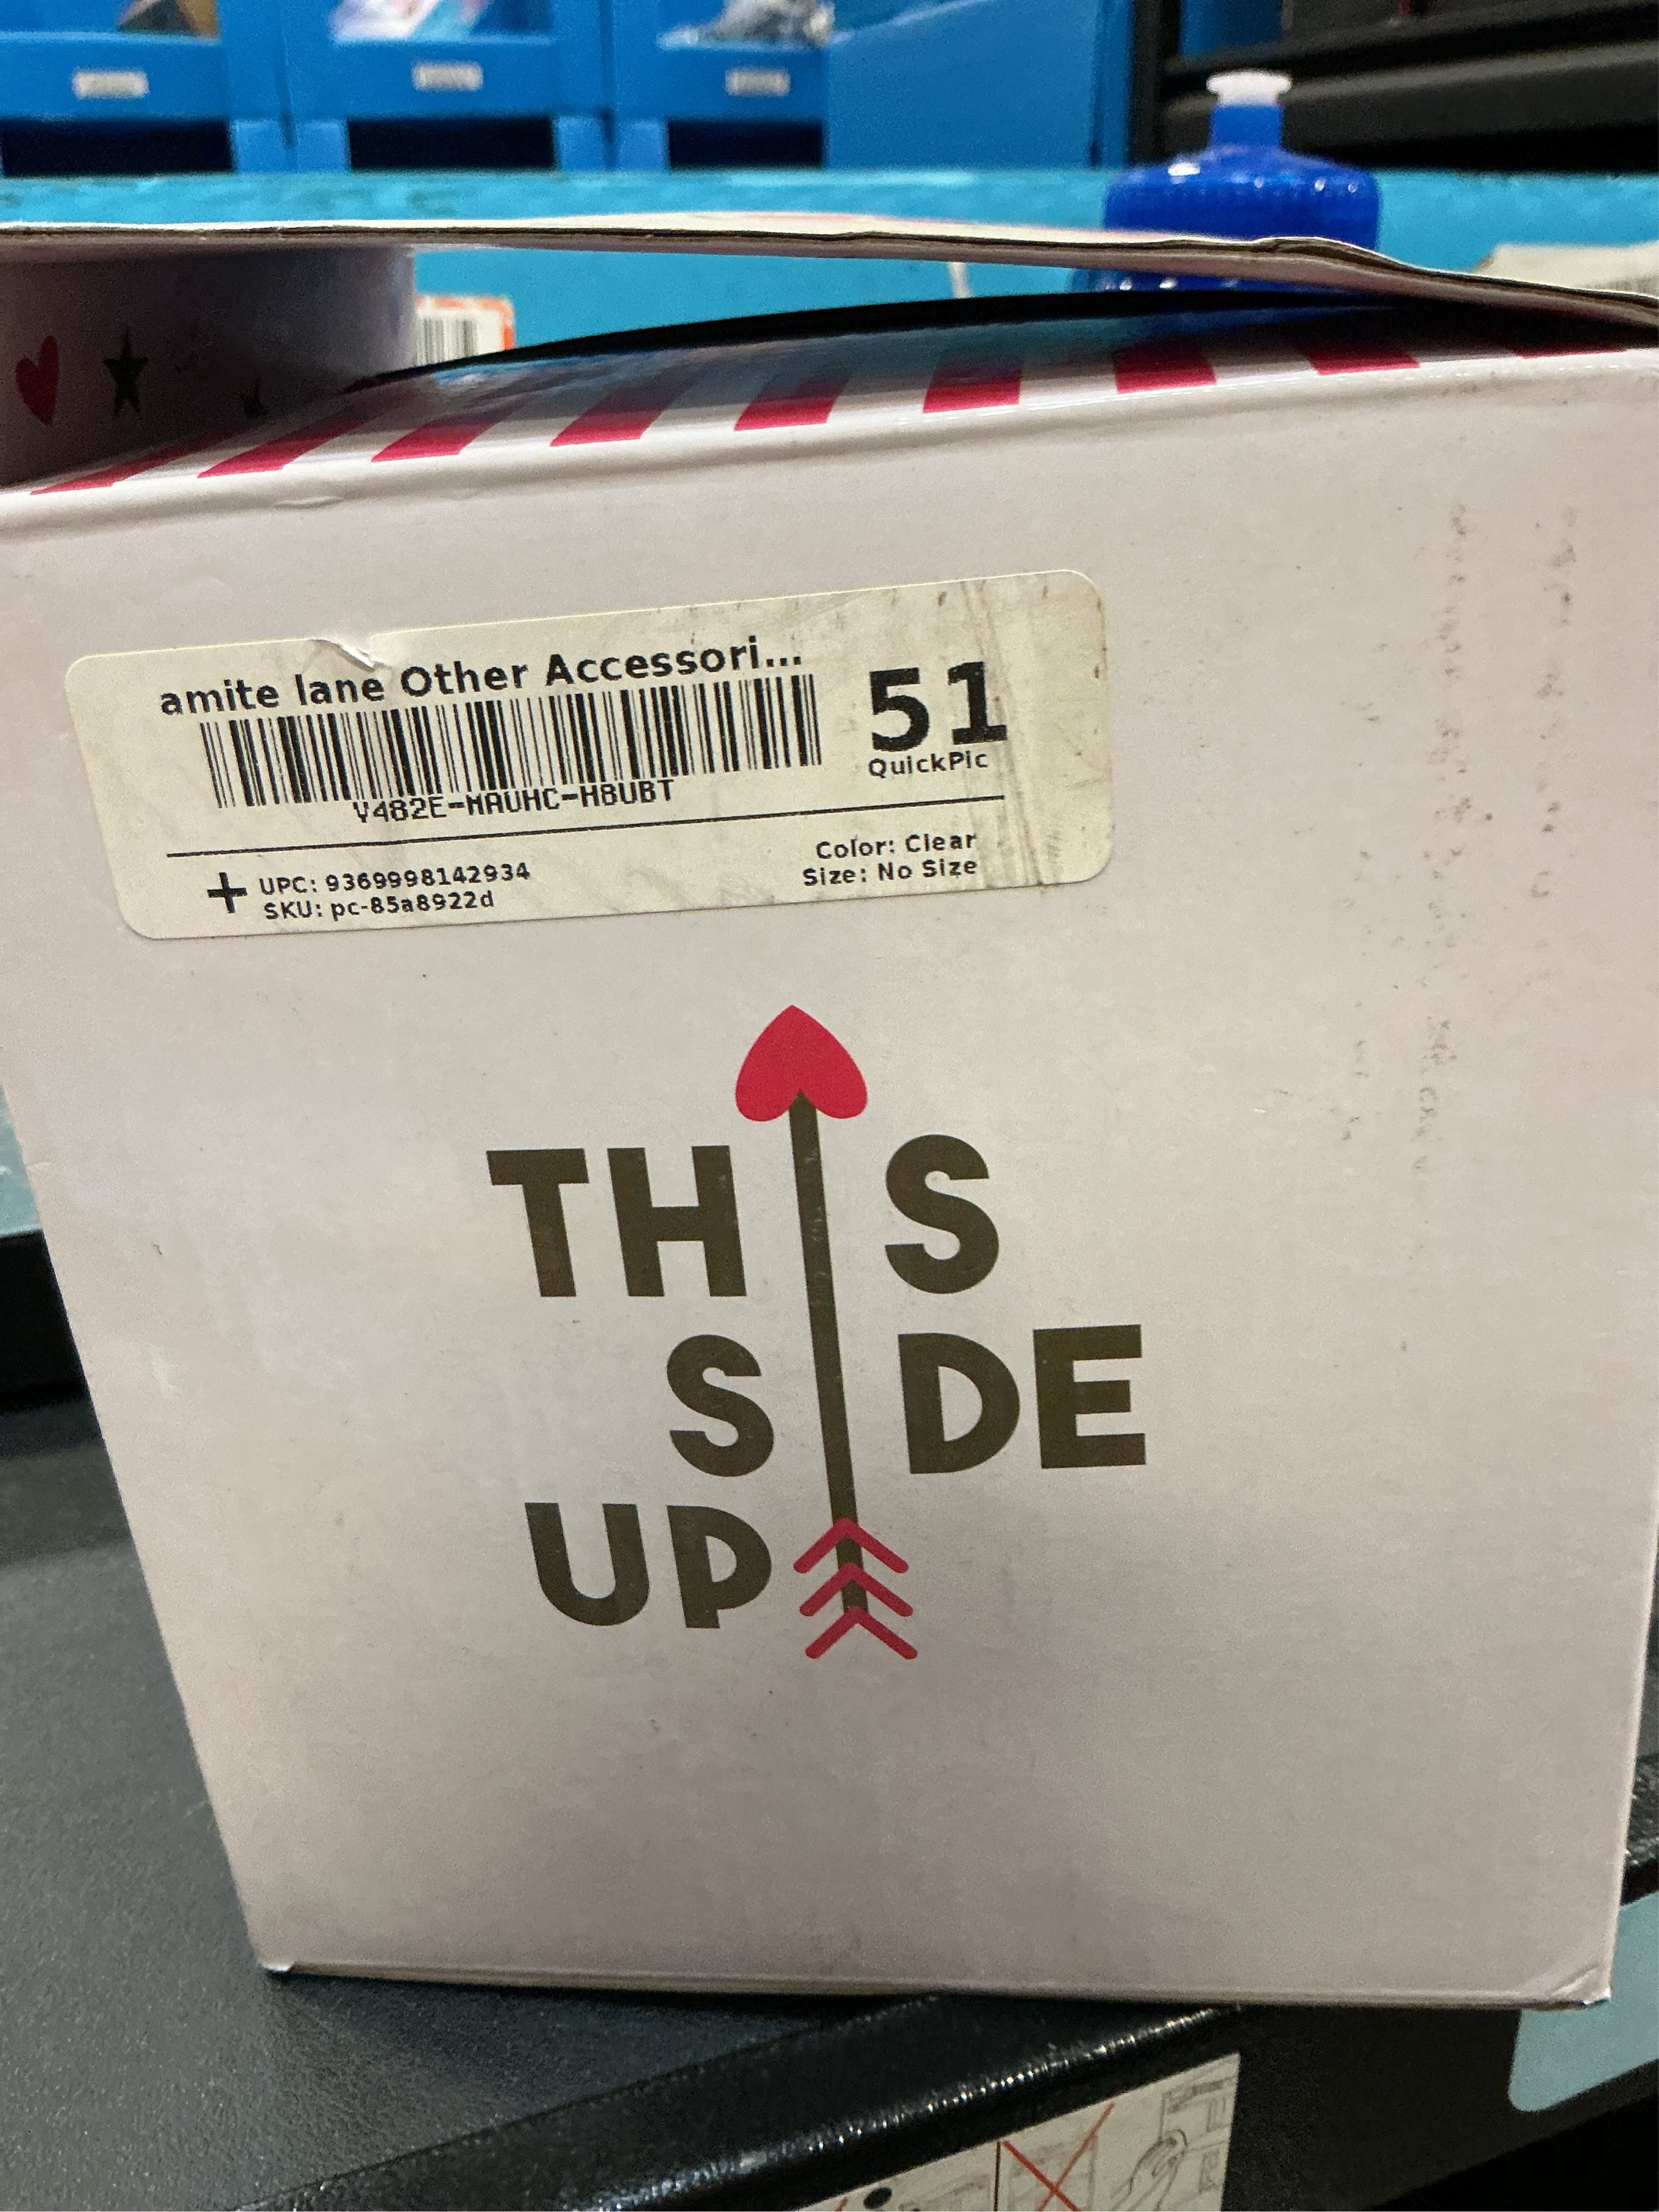 amite lane Other Accessori...
51
QuickPic
V482E-MAUHC-H8UBT
Color: Clear
+ UPC: 9369998142934
Size: No Size
SKU: pc-85a8922d
THIS
SIDE
UP